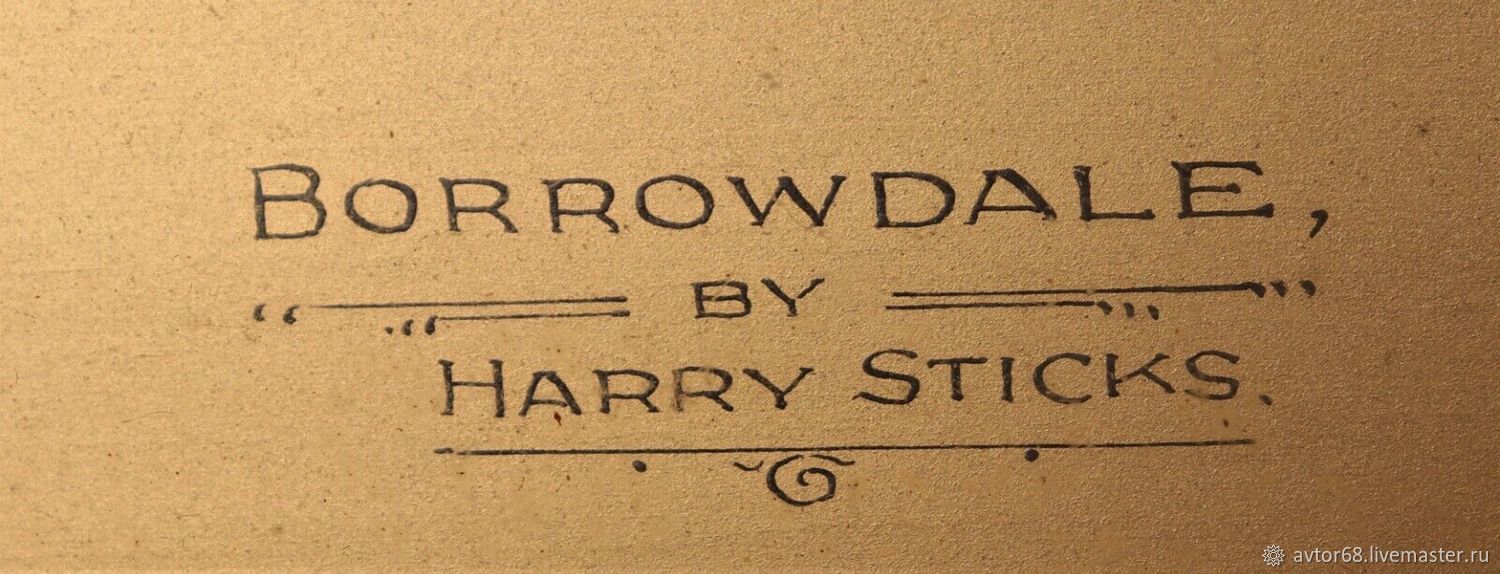 BORROWDALE,
BY
HARRY STICKS.
avtor68.livemaster.ru